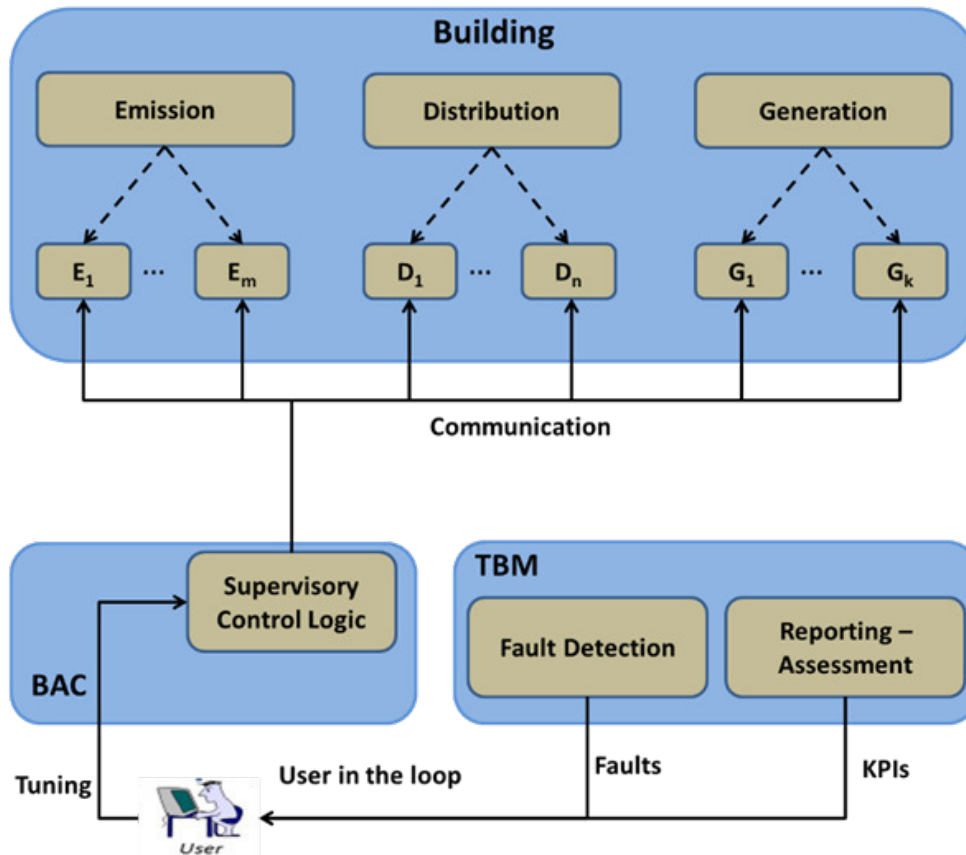 Building
Emission
Distribution
Generation
E1 ... Em
D1 ... Dn
G1 ... Gk
Communication
BAC
Supervisory
Control Logic
TBM
Fault Detection
Reporting –
Assessment
Tuning
User in the loop
Faults
KPIs
User